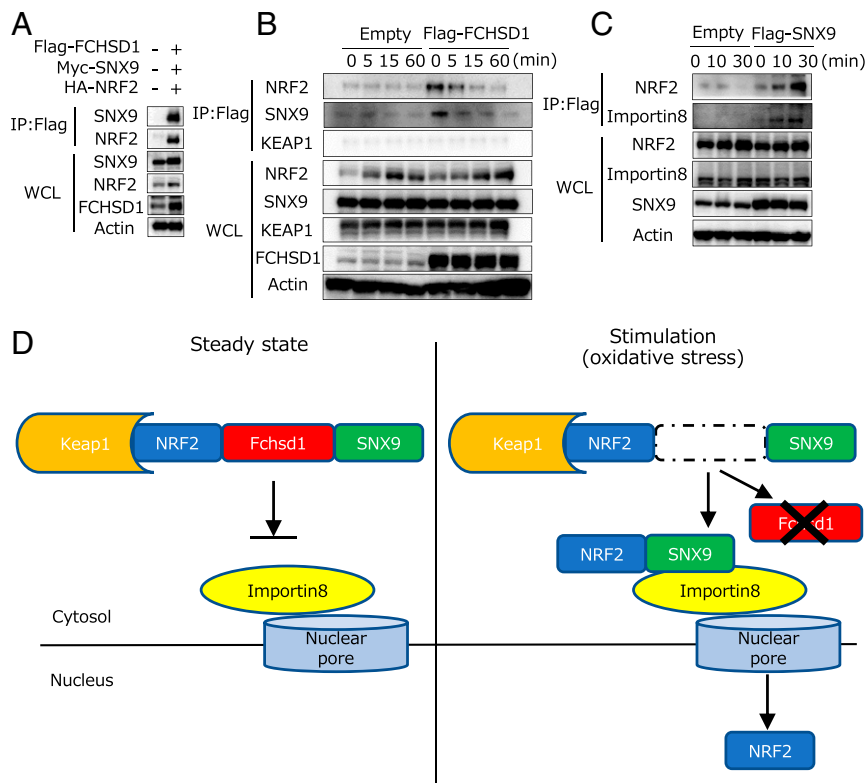 A
Flag-FCHSD1 - +
Myc-SNX9 - +
HA-NRF2 - +
IP:Flag
SNX9
NRF2
WCL
SNX9
NRF2
FCHSD1
Actin
B
Empty Flag-FCHSD1
0 5 15 60 0 5 15 60 (min)
IP:Flag
NRF2
SNX9
KEAP1
WCL
NRF2
SNX9
KEAP1
FCHSD1
Actin
C
Empty Flag-SNX9
0 10 30 0 10 30 (min)
IP:Flag
NRF2
Importin8
WCL
NRF2
Importin8
SNX9
Actin
D
Steady state
Keap1 NRF2 Fchsd1 SNX9
Importin8
Cytosol
Nuclear
pore
Nucleus
Stimulation
(oxidative stress)
Keap1 NRF2 SNX9
Fchsd1
NRF2 SNX9
Importin8
Nuclear
pore
NRF2